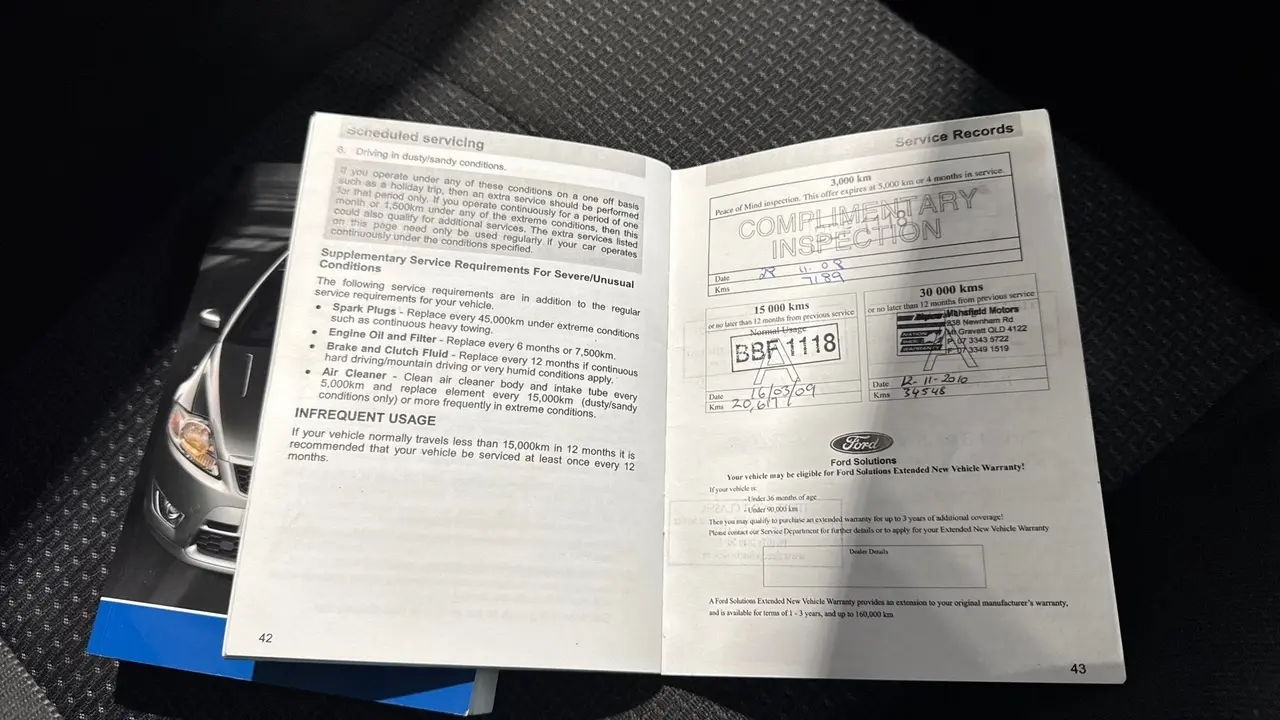 Scheduled servicing
6. Driving in dusty/sandy conditions.
If you operate under any of these conditions on a one off basis
such as a holiday trip, then an extra service should be performed
for that period only. If you operate continuously for a period of one
month or 1,500km under any of the extreme conditions, then this
could also qualify for additional services. The extra services listed
on this page need only be used regularly if your car operates
continuously under the conditions specified.
Supplementary Service Requirements For Severe/Unusual
Conditions
The following service requirements are in addition to the regular
service requirements for your vehicle.
• Spark Plugs - Replace every 45,000km under extreme conditions
such as continuous heavy towing.
• Engine Oil and Filter - Replace every 6 months or 7,500km.
• Brake and Clutch Fluid - Replace every 12 months if continuous
hard driving/mountain driving or very humid conditions apply.
• Air Cleaner - Clean air cleaner body and intake tube every
5,000km and replace element every 15,000km (dusty/sandy
conditions only) or more frequently in extreme conditions.
INFREQUENT USAGE
If your vehicle normally travels less than 15,000km in 12 months it is
recommended that your vehicle be serviced at least once every 12
months.
42
Service Records
3,000 km
Peace of Mind inspection. This offer expires at 5,000 km or 4 months in service.
COMPLIMENTARY
INSPECTION
Date 28 11. 08
Kms 7189
15 000 kms
or no later than 12 months from previous service
Normal Usage
BBF 1118
A
Date 16/03/09
Kms 20,617
30 000 kms
or no later than 12 months from previous service
Mansfield Motors
Newnham Rd
Mt Gravatt QLD 4122
P: 07 3343 5722
F: 07 3349 1519
A
Date 12-11-2010
Kms 34548
Ford
Ford Solutions
Your vehicle may be eligible for Ford Solutions Extended New Vehicle Warranty!
If your vehicle is:
- Under 36 months of age
- Under 90,000 km
Then you may qualify to purchase an extended warranty for up to 3 years of additional coverage!
Please contact our Service Department for further details or to apply for your Extended New Vehicle Warranty
Dealer Details
A Ford Solutions Extended New Vehicle Warranty provides an extension to your original manufacturer's warranty,
and is available for terms of 1 - 3 years, and up to 160,000 km
43